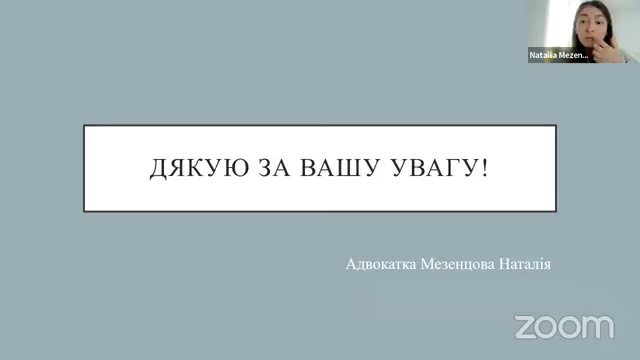 Nataliia Mezen...
ДЯКУЮ ЗА ВАШУ УВАГУ!
Адвокатка Мезенцова Наталія
zoom